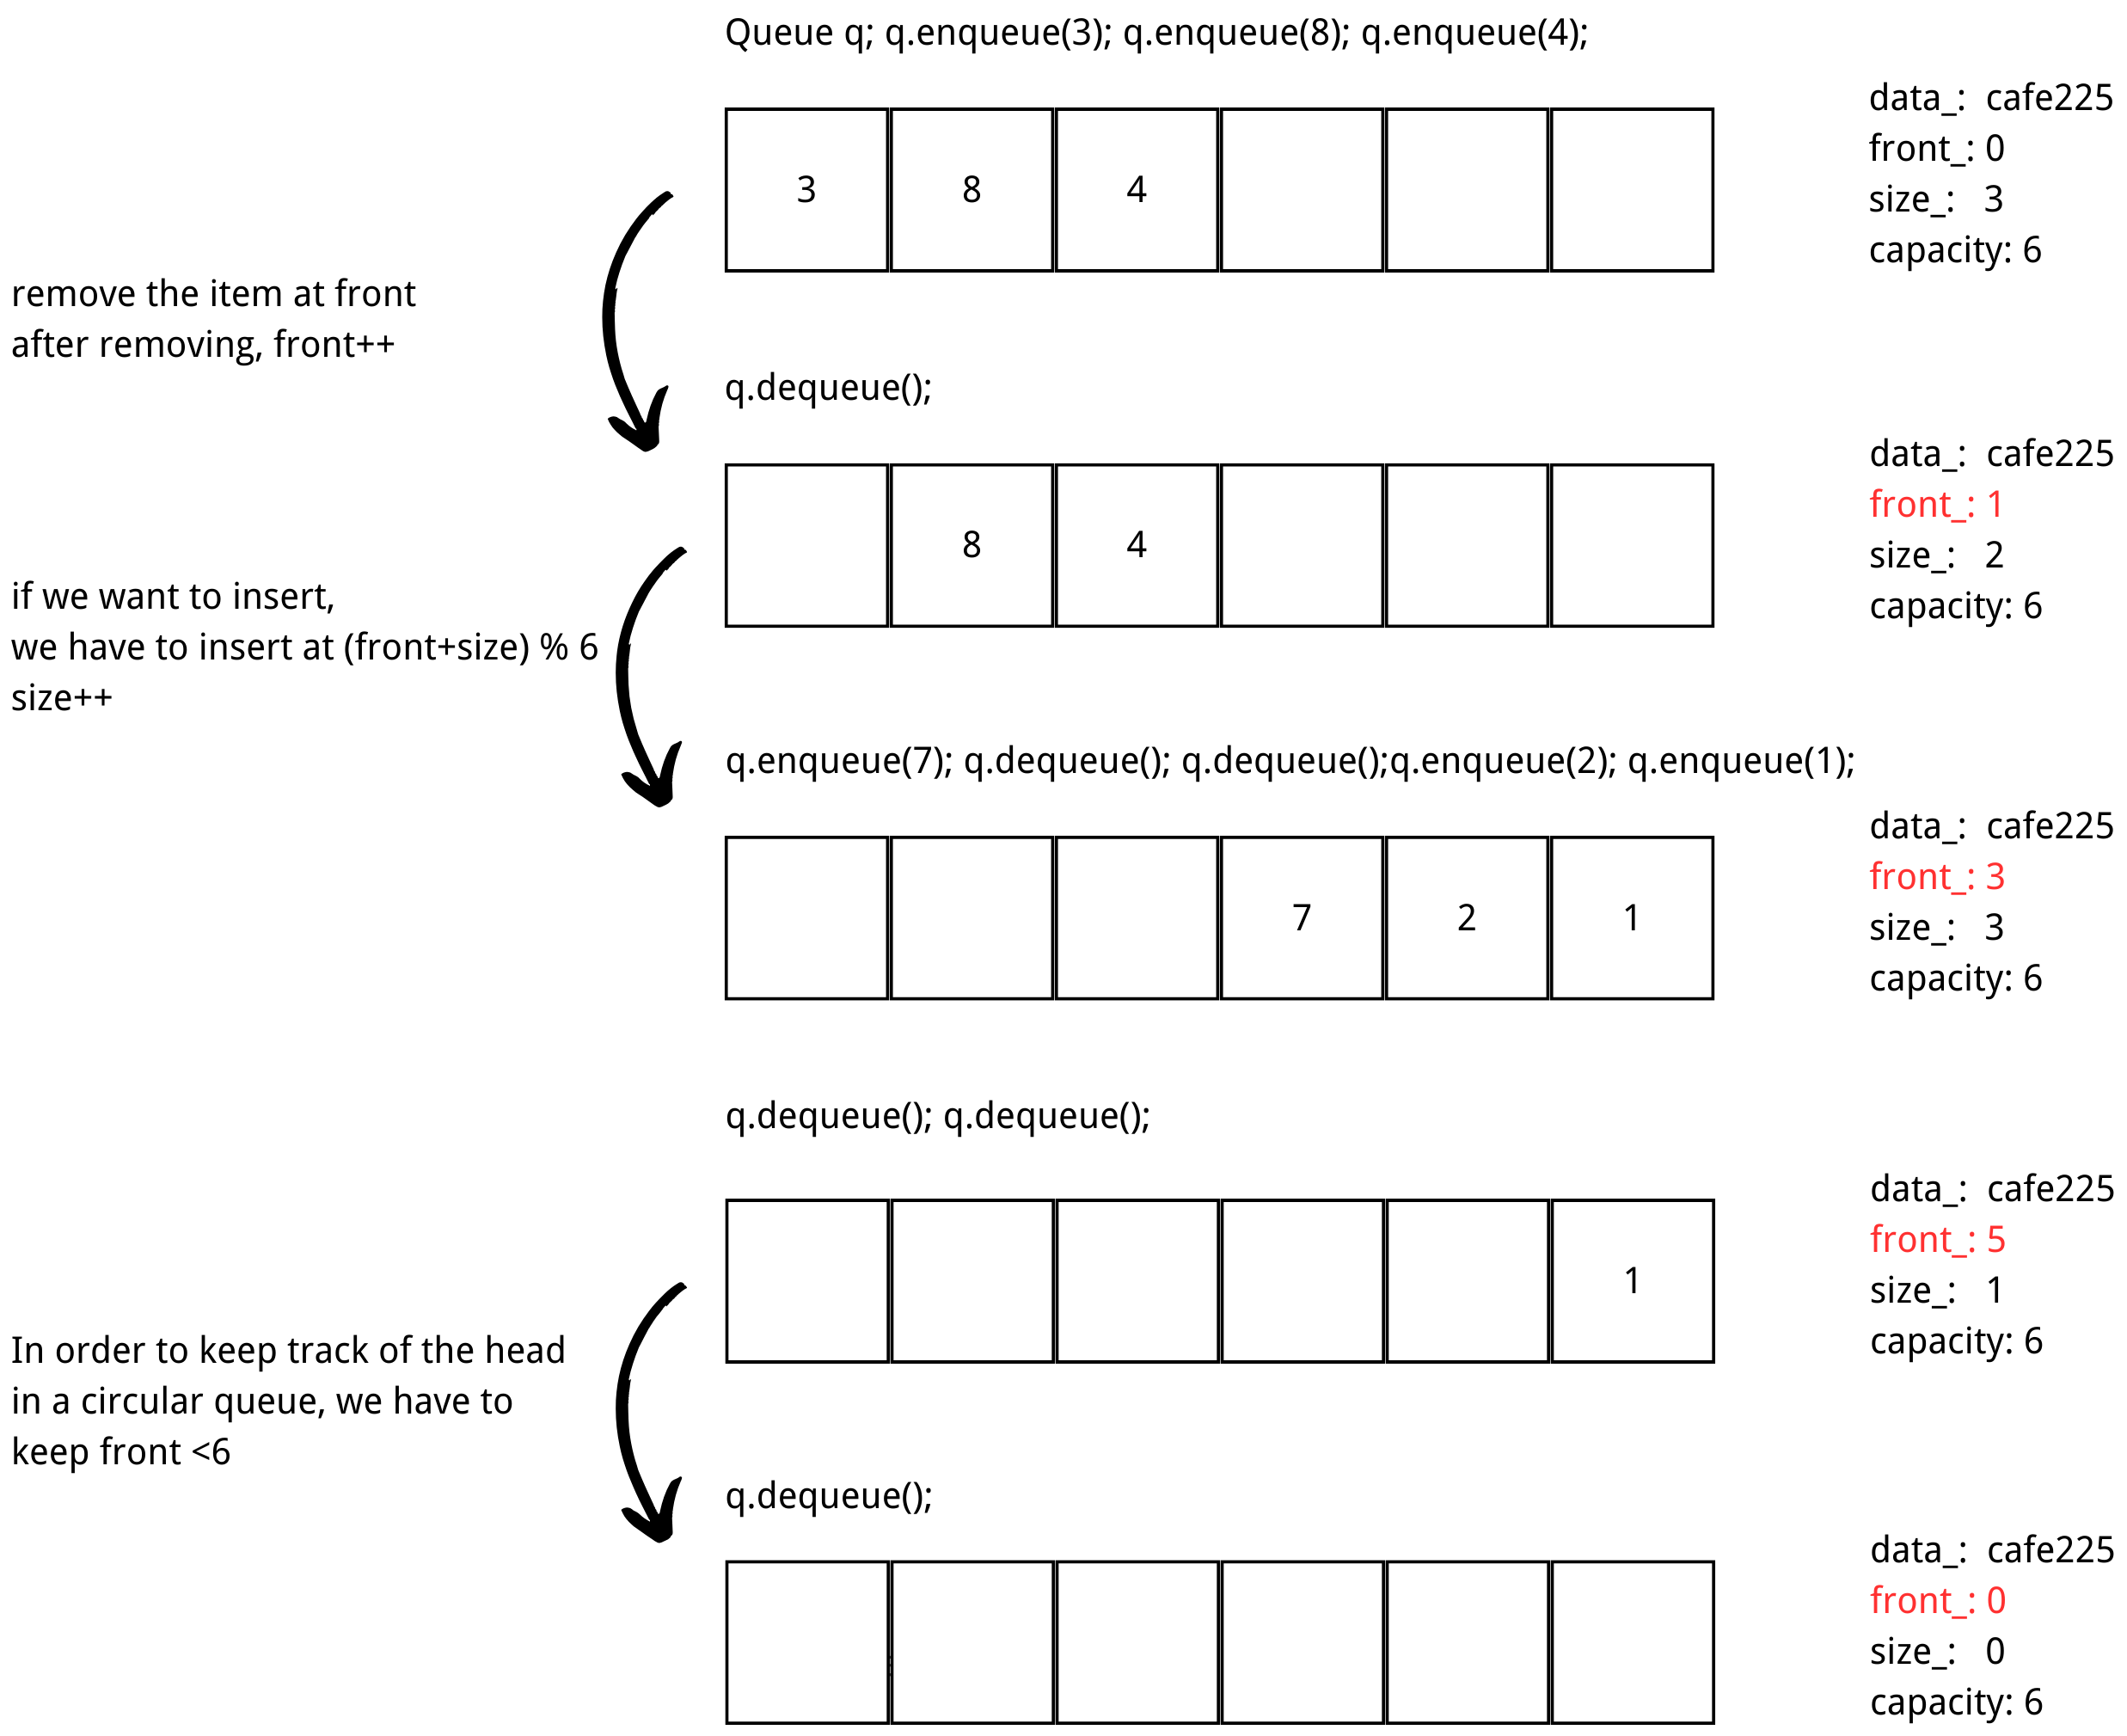 Queue q; q.enqueue(3); q.enqueue(8); q.enqueue(4);
3 8 4
data_: cafe225
front_: 0
size_: 3
capacity: 6
remove the item at front
after removing, front++
q.dequeue();
8 4
data_: cafe225
front_: 1
size_: 2
capacity: 6
if we want to insert,
we have to insert at (front+size) % 6
size++
q.enqueue(7); q.dequeue(); q.dequeue();q.enqueue(2); q.enqueue(1);
7 2 1
data_: cafe225
front_: 3
size_: 3
capacity: 6
q.dequeue(); q.dequeue();
1
data_: cafe225
front_: 5
size_: 1
capacity: 6
In order to keep track of the head
in a circular queue, we have to
keep front <6
q.dequeue();
data_: cafe225
front_: 0
size_: 0
capacity: 6